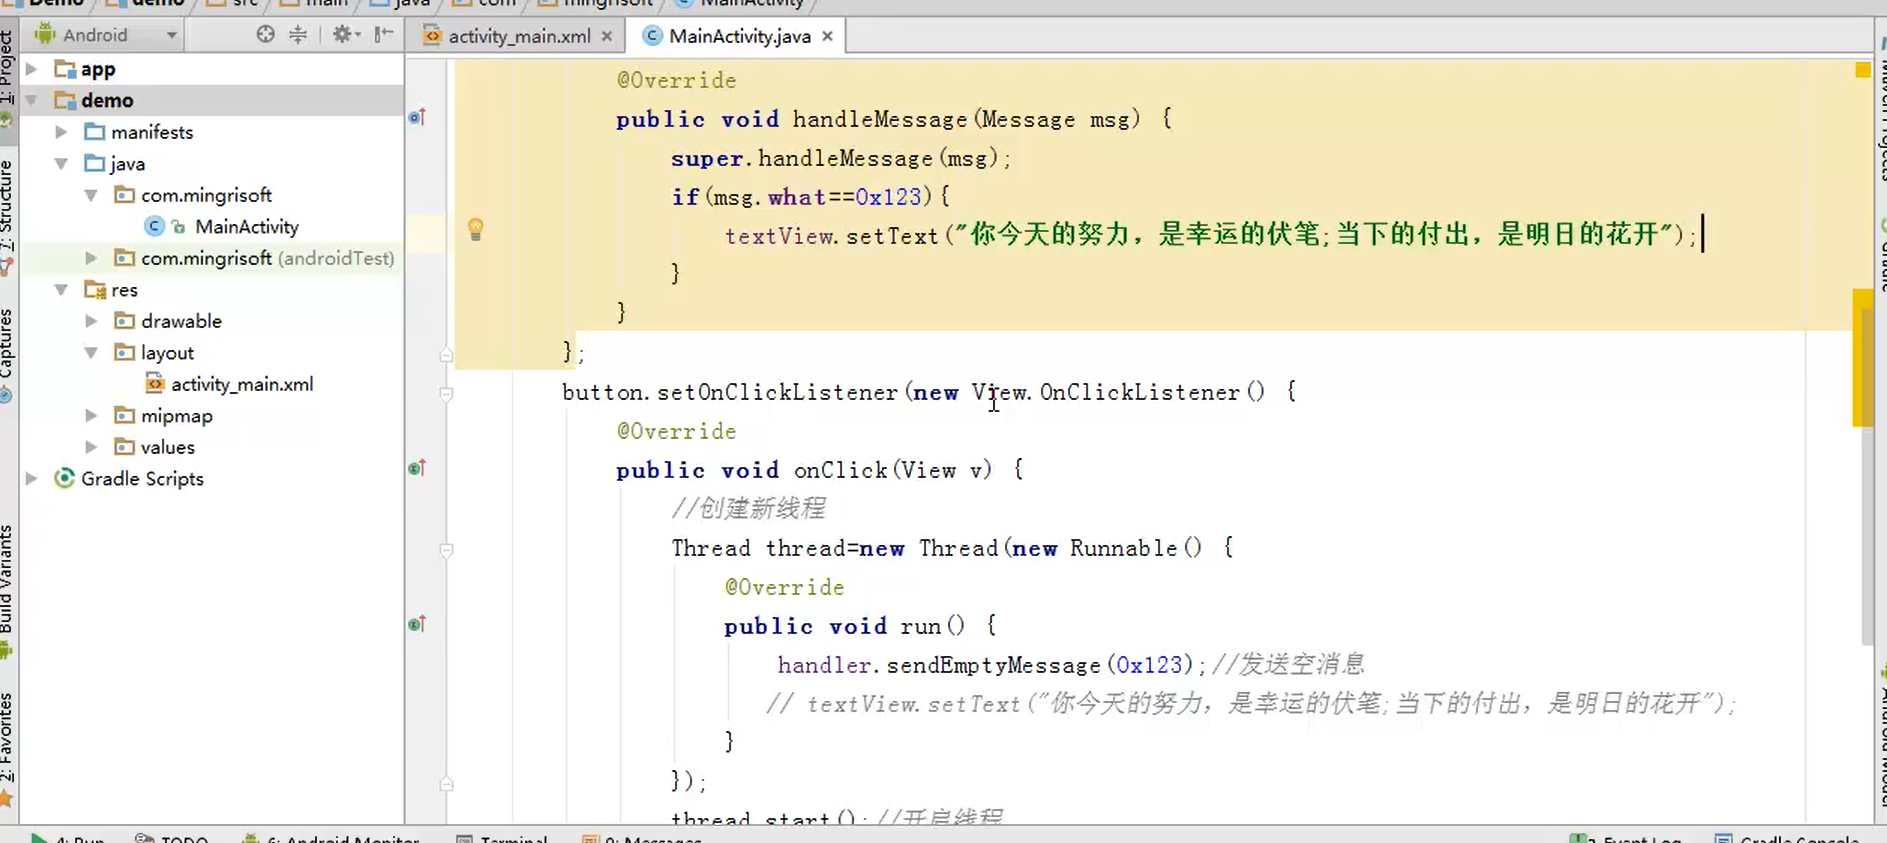 Demo demo src main java com mingrisoft MainActivity
Android
activity_main.xml
MainActivity.java
1: Project
7: Structure
Captures
Build Variants
2: Favorites
app
demo
manifests
java
com.mingrisoft
MainActivity
com.mingrisoft (androidTest)
res
drawable
layout
activity_main.xml
mipmap
values
Gradle Scripts
@Override
public void handleMessage(Message msg) {
super.handleMessage(msg);
if(msg.what==0x123){
textView.setText("你今天的努力，是幸运的伏笔;当下的付出，是明日的花开");
}
}
};
button.setOnClickListener(new View.OnClickListener() {
@Override
public void onClick(View v) {
//创建新线程
Thread thread=new Thread(new Runnable() {
@Override
public void run() {
handler.sendEmptyMessage(0x123);//发送空消息
// textView.setText("你今天的努力，是幸运的伏笔;当下的付出，是明日的花开");
}
});
thread.start();//开启线程
Maven Projects
Gradle
Android Model
4: Run TODO 6: Android Monitor Terminal 0: Messages
Event Log Gradle Console